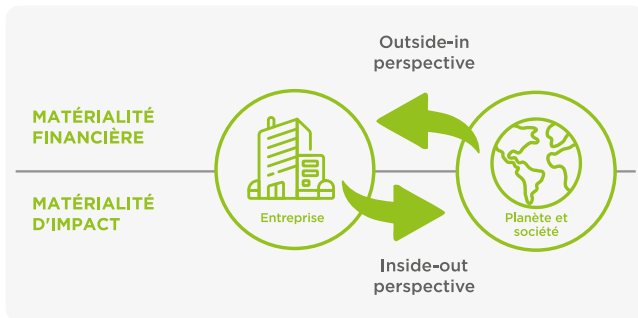 Outside-in
perspective
MATÉRIALITÉ
FINANCIÈRE
MATÉRIALITÉ
D'IMPACT
Entreprise
Planète et
société
Inside-out
perspective